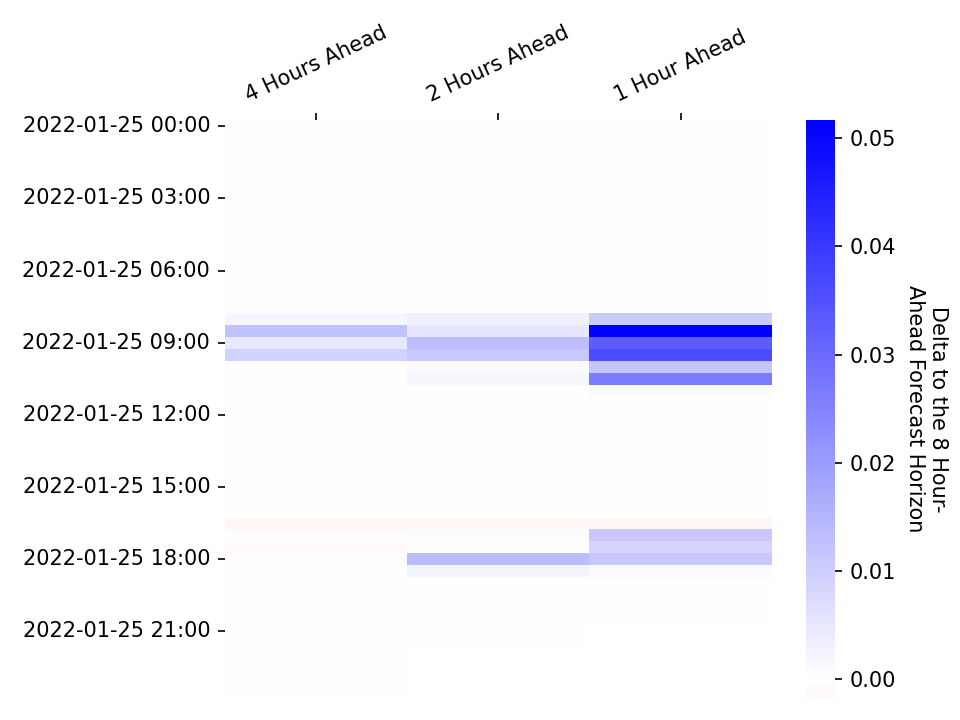 4 Hours Ahead
2 Hours Ahead
1 Hour Ahead
2022-01-25 00:00
2022-01-25 03:00
2022-01-25 06:00
2022-01-25 09:00
2022-01-25 12:00
2022-01-25 15:00
2022-01-25 18:00
2022-01-25 21:00
0.05
0.04
0.03
0.02
0.01
0.00
Delta to the 8 Hour-
Ahead Forecast Horizon